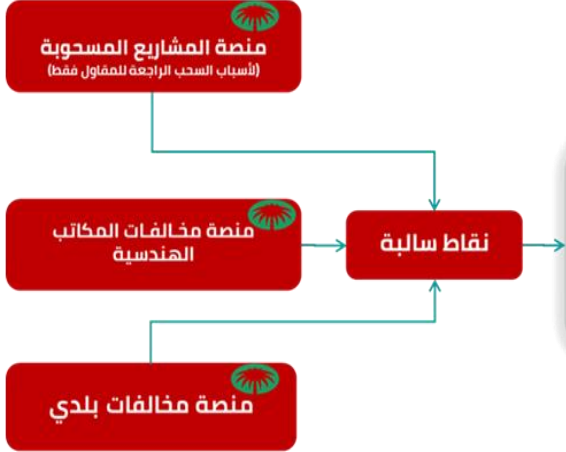 منصة المشاريع المسحوبة
(لأسباب السحب الراجعة للمقاول فقط)
منصة مخالفات المكاتب
الهندسية
نقاط سالبة
منصة مخالفات بلدي